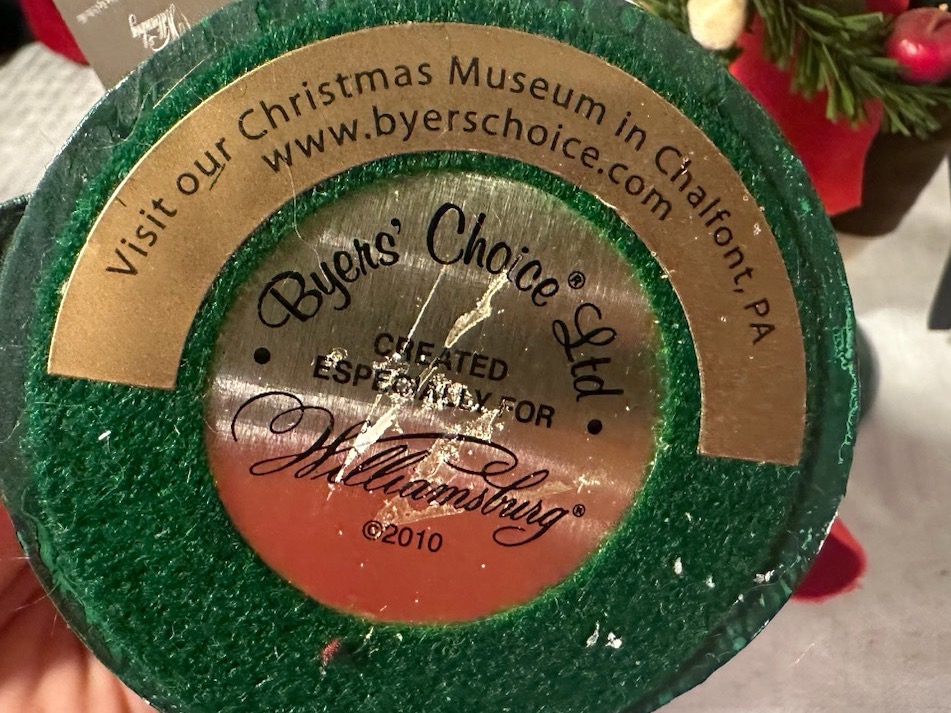 Visit our Christmas Museum in Chalfont, PA
www.byerschoice.com
Byers' Choice® Ltd
CREATED
ESPECIALLY FOR
Williamsburg®
©2010